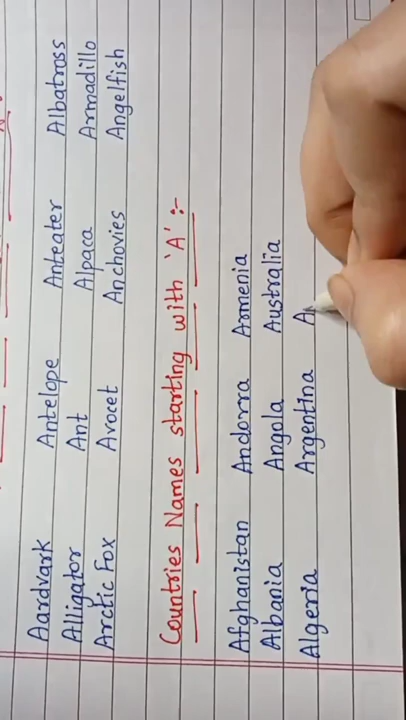 Aardvark Antelope Anteater Albatross
Alligator Ant Alpaca Armadillo
Arctic Fox Avocet Anchovies Angelfish
Countries Names starting with 'A' :-
Afghanistan Andorra Armenia
Albania Angola Australia
Algeria Argentina A